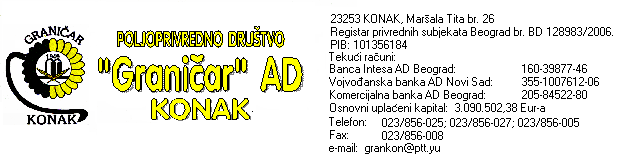 GRANIČAR
KONAK
POLJOPRIVREDNO DRUŠTVO
"Graničar" AD
KONAK
23253 KONAK, Maršala Tita br. 26
Registar privrednih subjekata Beograd br. BD 128983/2006.
PIB: 101356184
Tekući računi:
Banca Intesa AD Beograd: 160-39877-46
Vojvođanska banka AD Novi Sad: 355-1007612-06
Komercijalna banka AD Beograd: 205-84522-80
Osnovni uplaćeni kapital: 3.090.502,38 Eur-a
Telefon: 023/856-025; 023/856-027; 023/856-005
Fax: 023/856-008
e-mail: grankon@ptt.yu